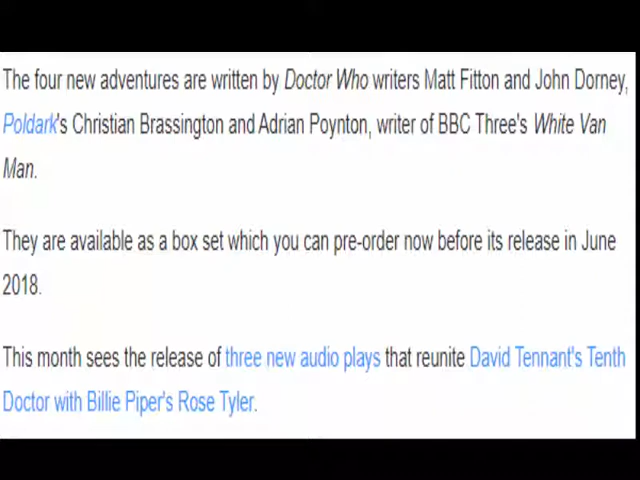 The four new adventures are written by Doctor Who writers Matt Fitton and John Dorney,
Poldark's Christian Brassington and Adrian Poynton, writer of BBC Three's White Van
Man.
They are available as a box set which you can pre-order now before its release in June
2018.
This month sees the release of three new audio plays that reunite David Tennant's Tenth
Doctor with Billie Piper's Rose Tyler.